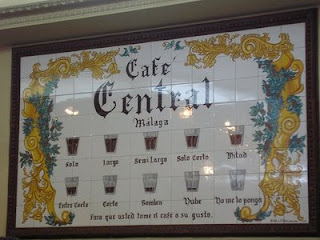 Café
Central
Málaga
Solo Largo Semi Largo Solo Corto Mitad
Entre Corto Corto Sombra Nube No me lo ponga
Para que usted tome el café a su gusto.